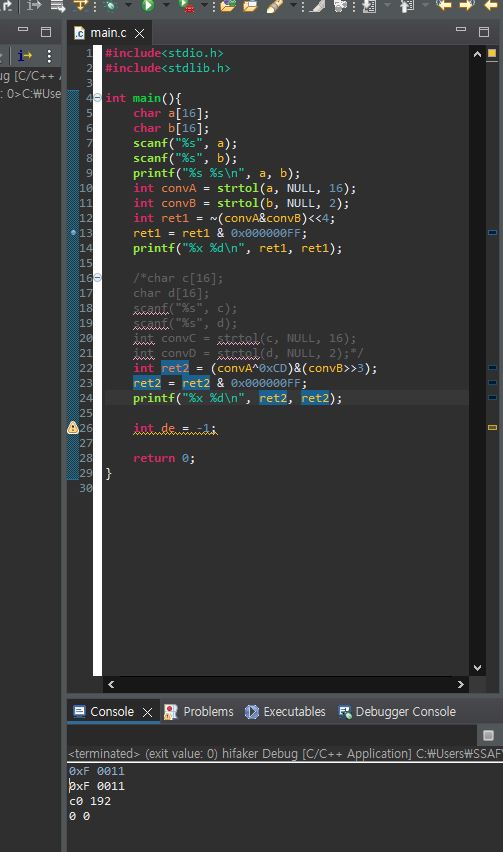 main.c
ug [C/C++ A
: 0>C:₩Use
1 #include<stdio.h>
2 #include<stdlib.h>
3
4 int main(){
5 char a[16];
6 char b[16];
7 scanf("%s", a);
8 scanf("%s", b);
9 printf("%s %s\n", a, b);
10 int convA = strtol(a, NULL, 16);
11 int convB = strtol(b, NULL, 2);
12 int ret1 = ~(convA&convB)<<4;
13 ret1 = ret1 & 0x000000FF;
14 printf("%x %d\n", ret1, ret1);
15
16 /*char c[16];
17 char d[16];
18 scanf("%s", c);
19 scanf("%s", d);
20 int convC = strtol(c, NULL, 16);
21 int convD = strtol(d, NULL, 2);*/
22 int ret2 = (convA^0xCD)&(convB>>3);
23 ret2 = ret2 & 0x000000FF;
24 printf("%x %d\n", ret2, ret2);
25
26 int de = -1;
27
28 return 0;
29 }
30
Console Problems Executables Debugger Console
<terminated> (exit value: 0) hifaker Debug [C/C++ Application] C:₩Users₩SSAFY
0xF 0011
0xF 0011
c0 192
0 0